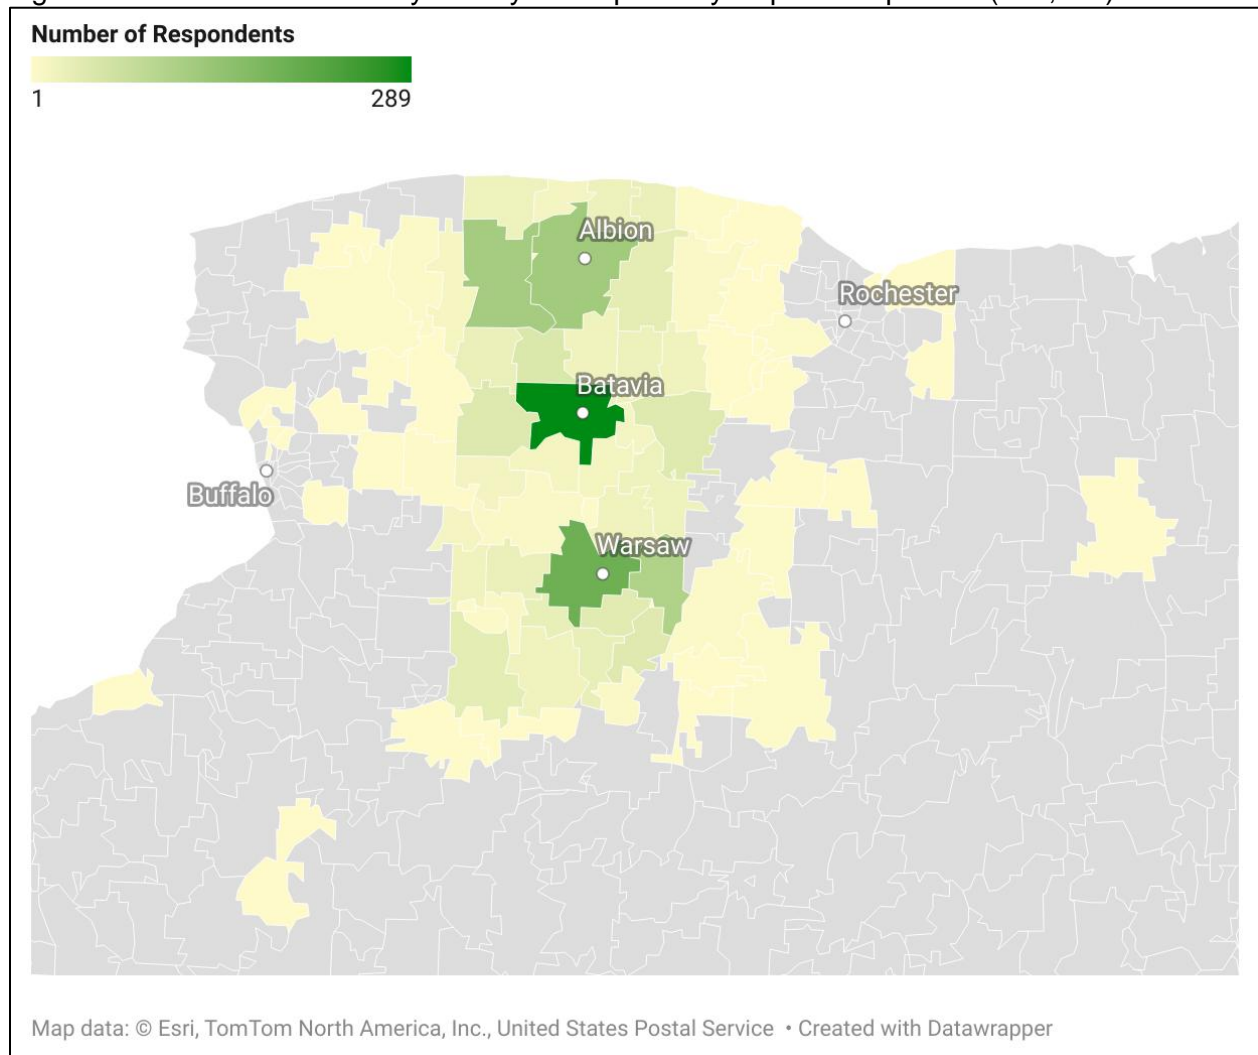 Number of Respondents
1 289
Albion
Rochester
Batavia
Buffalo
Warsaw
Map data: © Esri, TomTom North America, Inc., United States Postal Service • Created with Datawrapper